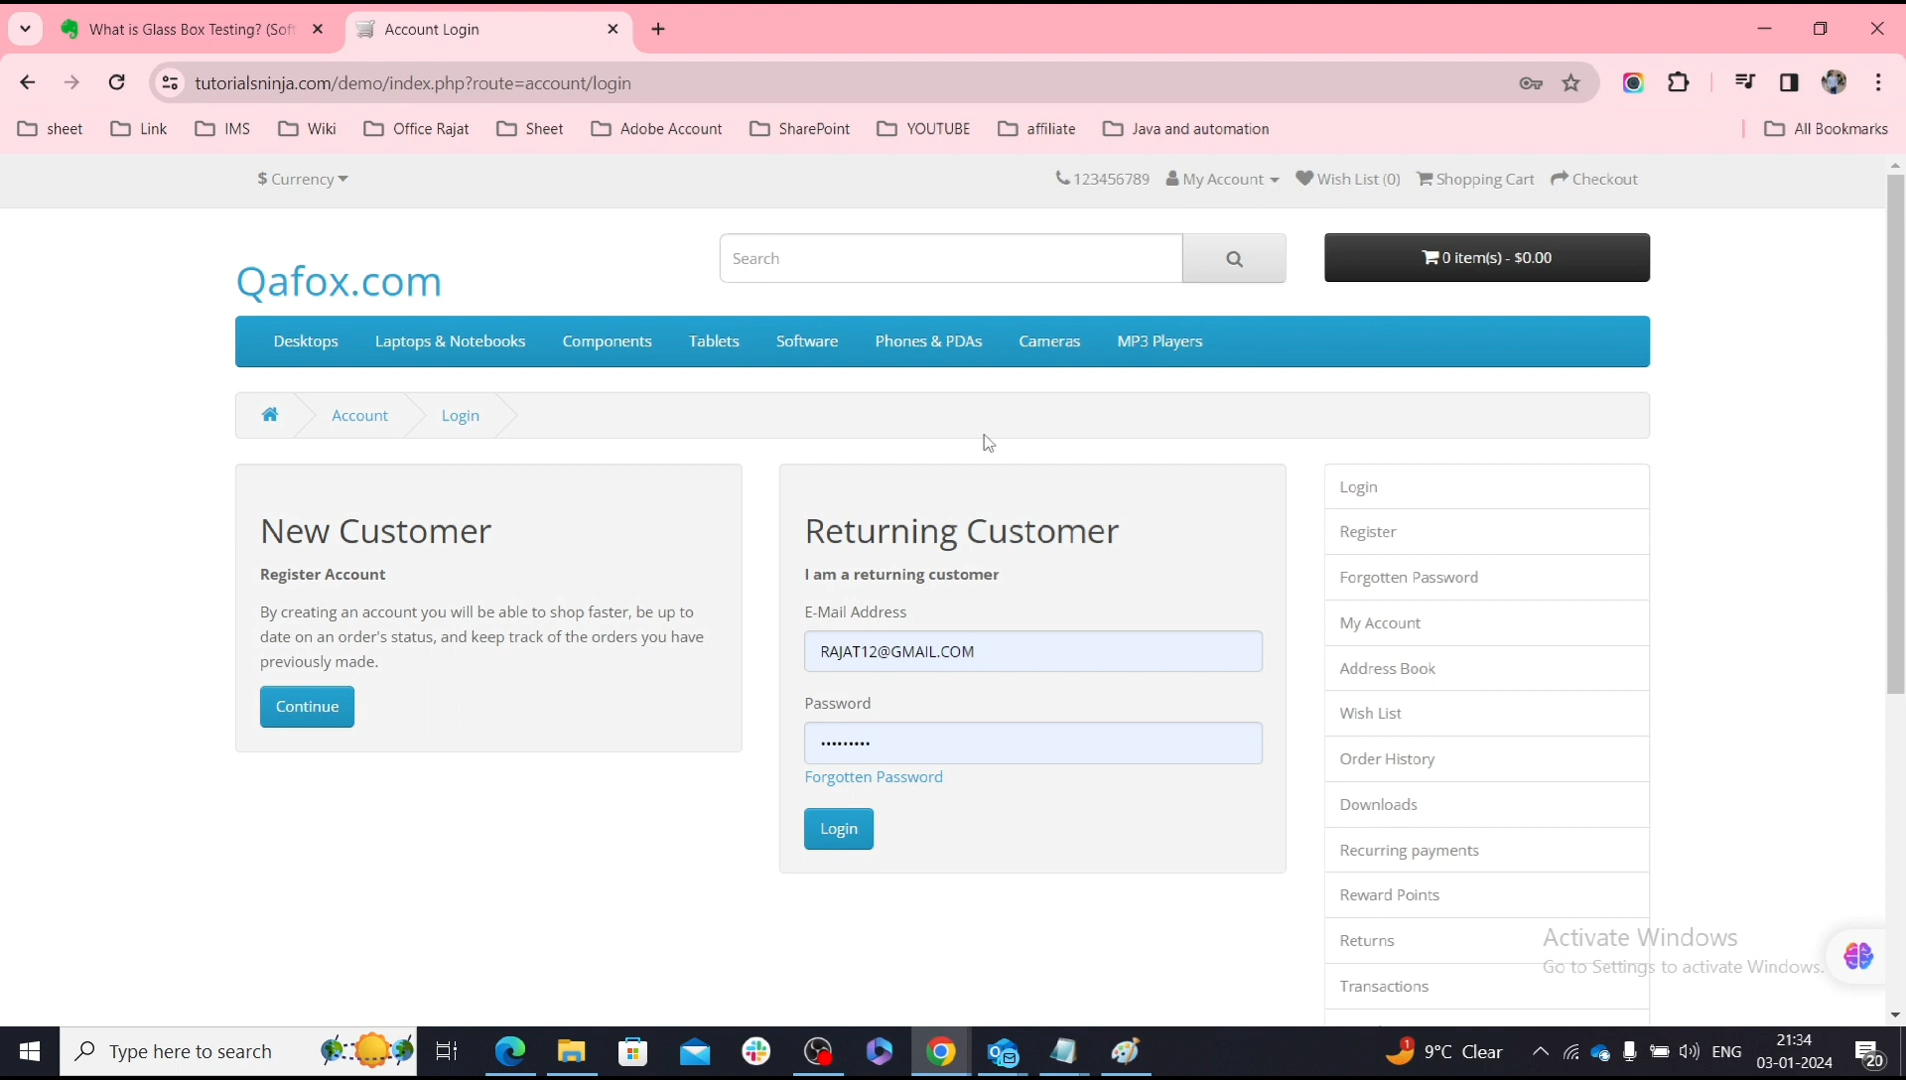 What is Glass Box Testing? (Soft
Account Login
tutorialsninja.com/demo/index.php?route=account/login
sheet Link IMS Wiki Office Rajat Sheet Adobe Account SharePoint YOUTUBE affiliate Java and automation All Bookmarks
$ Currency 123456789 My Account Wish List (0) Shopping Cart Checkout
Qafox.com
Search
0 item(s) - $0.00
Desktops Laptops & Notebooks Components Tablets Software Phones & PDAs Cameras MP3 Players
Account Login
New Customer
Register Account
By creating an account you will be able to shop faster, be up to
date on an order's status, and keep track of the orders you have
previously made.
Continue
Returning Customer
I am a returning customer
E-Mail Address
RAJAT12@GMAIL.COM
Password
•••••••••
Forgotten Password
Login
Login
Register
Forgotten Password
My Account
Address Book
Wish List
Order History
Downloads
Recurring payments
Reward Points
Returns
Transactions
Activate Windows
Go to Settings to activate Windows.
Type here to search
1
9°C Clear
ENG
21:34
03-01-2024
20